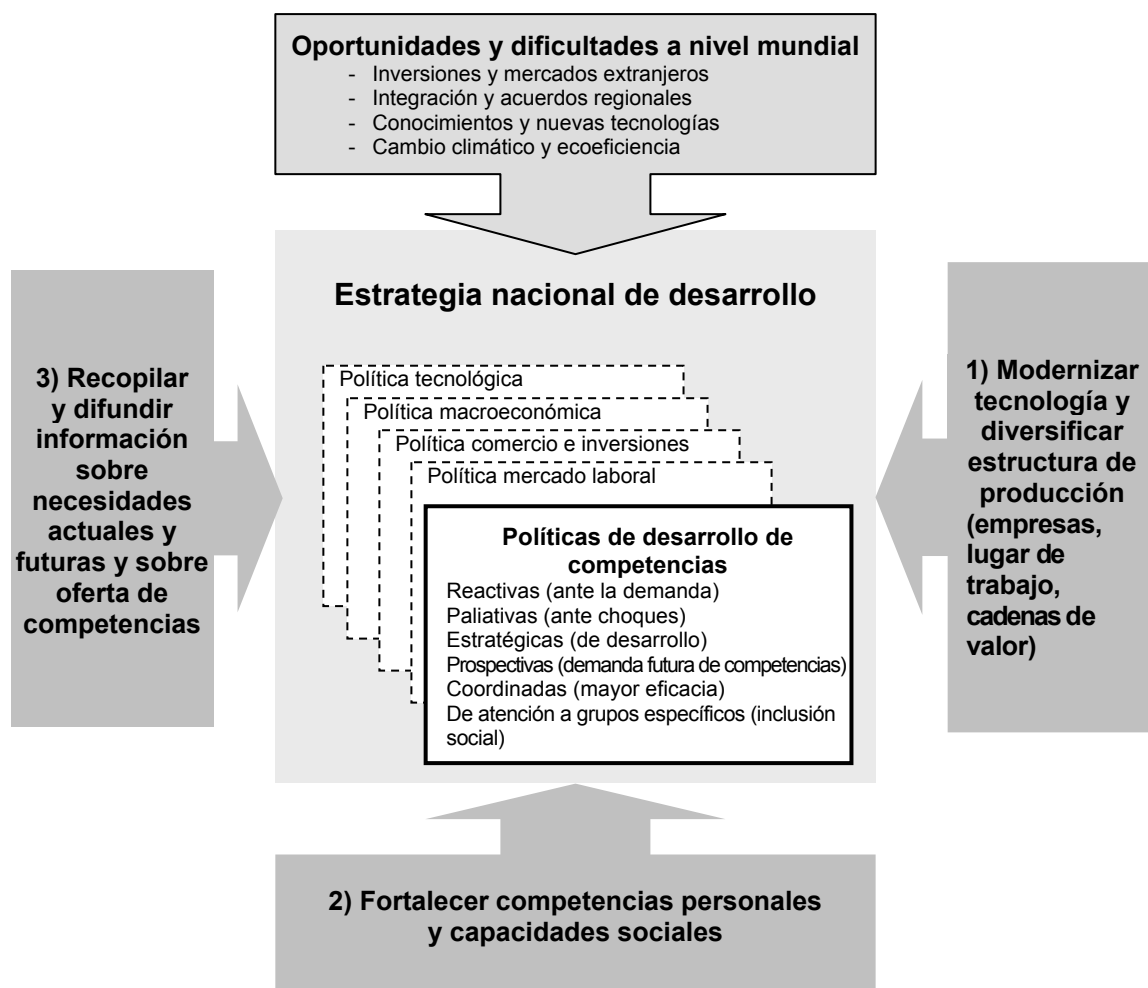 Oportunidades y dificultades a nivel mundial
- Inversiones y mercados extranjeros
- Integración y acuerdos regionales
- Conocimientos y nuevas tecnologías
- Cambio climático y ecoeficiencia
Estrategia nacional de desarrollo
3) Recopilar
y difundir
información
sobre
necesidades
actuales y
futuras y sobre
oferta de
competencias
Política tecnológica
Política macroeconómica
Política comercio e inversiones
Política mercado laboral
Políticas de desarrollo de
competencias
Reactivas (ante la demanda)
Paliativas (ante choques)
Estratégicas (de desarrollo)
Prospectivas (demanda futura de competencias)
Coordinadas (mayor eficacia)
De atención a grupos específicos (inclusión
social)
1) Modernizar
tecnología y
diversificar
estructura de
producción
(empresas,
lugar de
trabajo,
cadenas de
valor)
2) Fortalecer competencias personales
y capacidades sociales